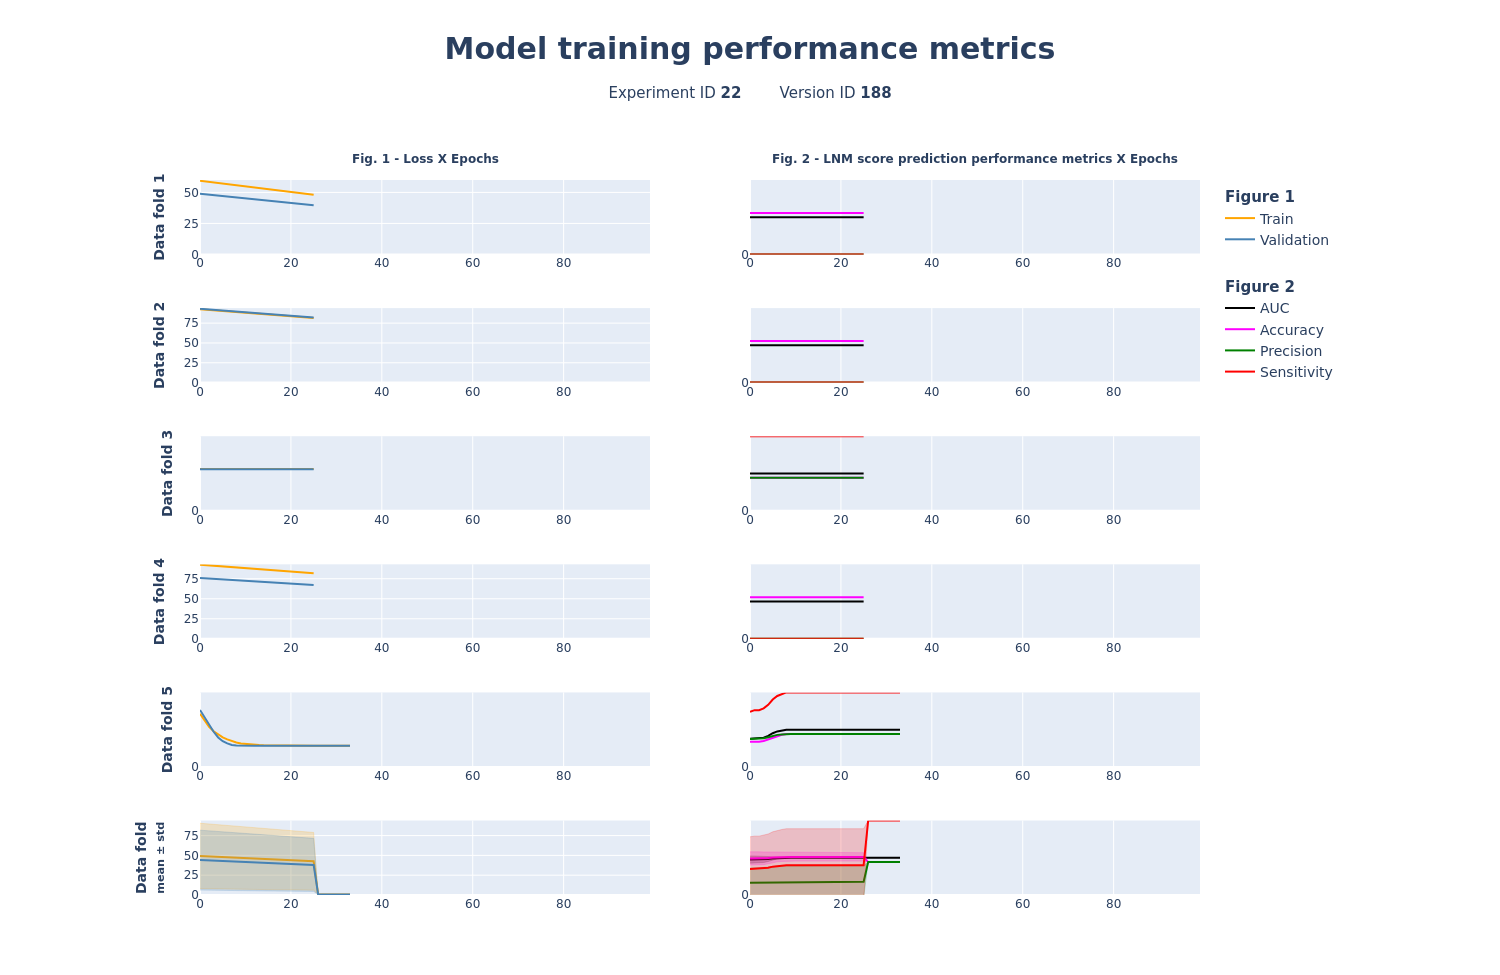 Model training performance metrics
Experiment ID 22 Version ID 188
Fig. 1 - Loss X Epochs
Fig. 2 - LNM score prediction performance metrics X Epochs
Data fold 1
50
25
0
0 20 40 60 80
0
0 20 40 60 80
Figure 1
Train
Validation
Figure 2
AUC
Accuracy
Precision
Sensitivity
Data fold 2
75
50
25
0
0 20 40 60 80
0
0 20 40 60 80
Data fold 3
0
0 20 40 60 80
0
0 20 40 60 80
Data fold 4
75
50
25
0
0 20 40 60 80
0
0 20 40 60 80
Data fold 5
0
0 20 40 60 80
0
0 20 40 60 80
Data fold
mean ± std
75
50
25
0
0 20 40 60 80
0
0 20 40 60 80